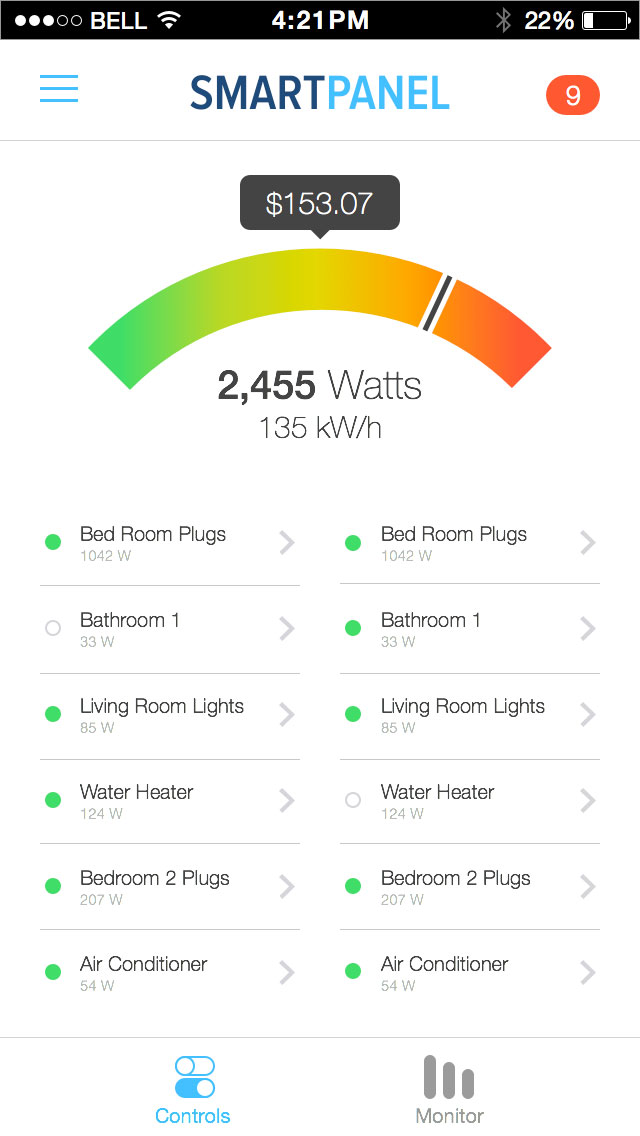 BELL 4:21PM 22%
SMARTPANEL 9
$153.07
2,455 Watts
135 kW/h
Bed Room Plugs
1042 W
Bathroom 1
33 W
Living Room Lights
85 W
Water Heater
124 W
Bedroom 2 Plugs
207 W
Air Conditioner
54 W
Bed Room Plugs
1042 W
Bathroom 1
33 W
Living Room Lights
85 W
Water Heater
124 W
Bedroom 2 Plugs
207 W
Air Conditioner
54 W
Controls Monitor